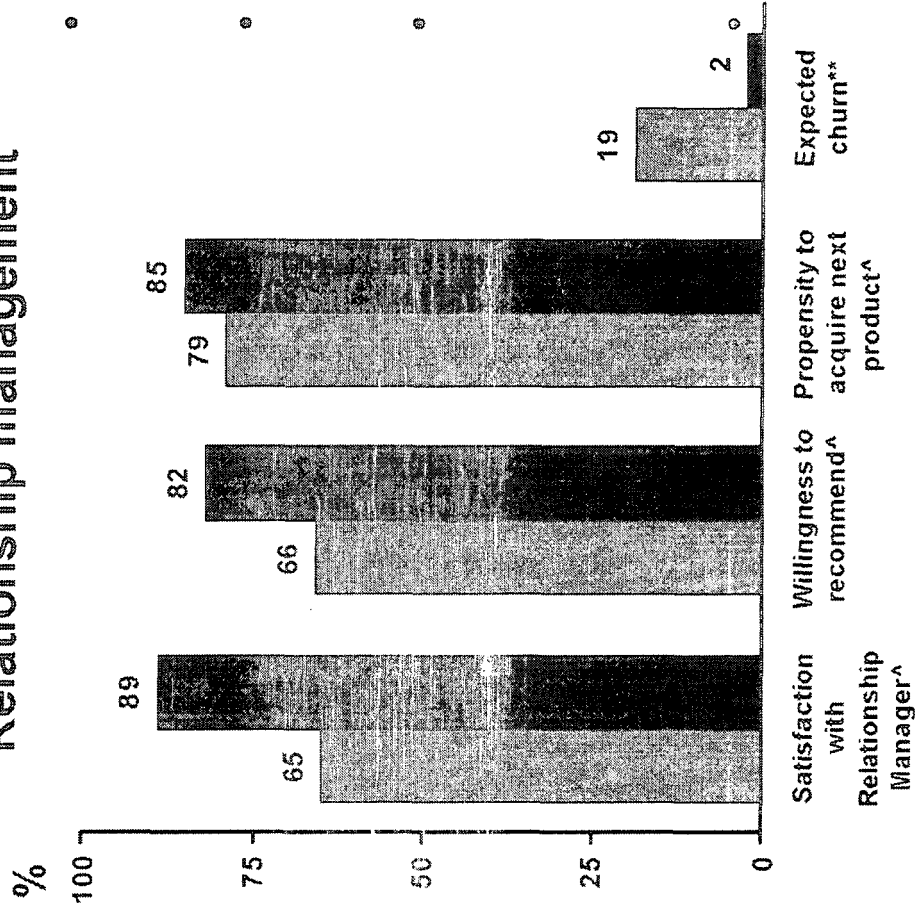 Relationship management
%
100
75
50
25
0
65
89
66
82
79
85
19
2
Satisfaction
with
Relationship
Manager^
Willingness to
recommend^
Propensity to
acquire next
product^
Expected
churn**